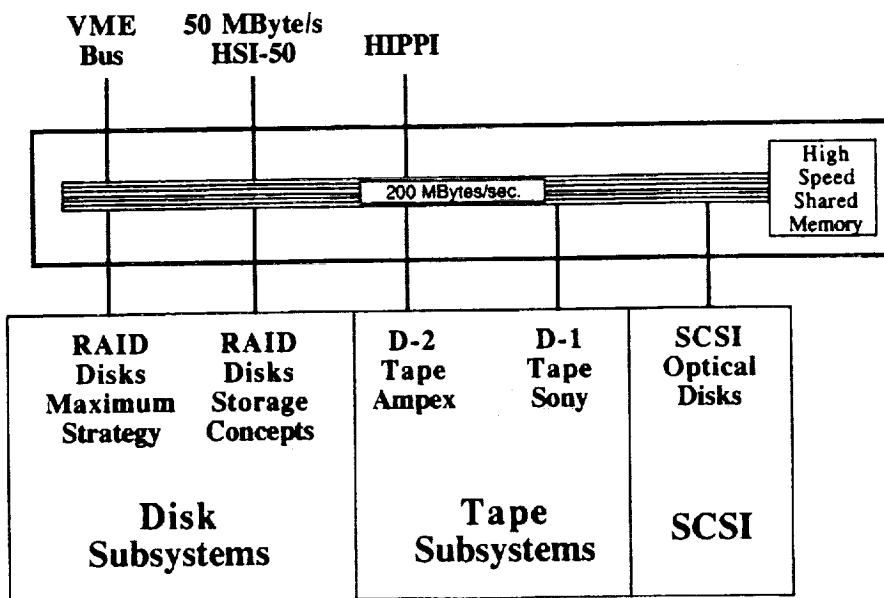 VME
Bus
50 MByte/s
HSI-50
HIPPI
200 MBytes/sec.
High
Speed
Shared
Memory
RAID
Disks
Maximum
Strategy
RAID
Disks
Storage
Concepts
D-2
Tape
Ampex
D-1
Tape
Sony
SCSI
Optical
Disks
Disk
Subsystems
Tape
Subsystems
SCSI